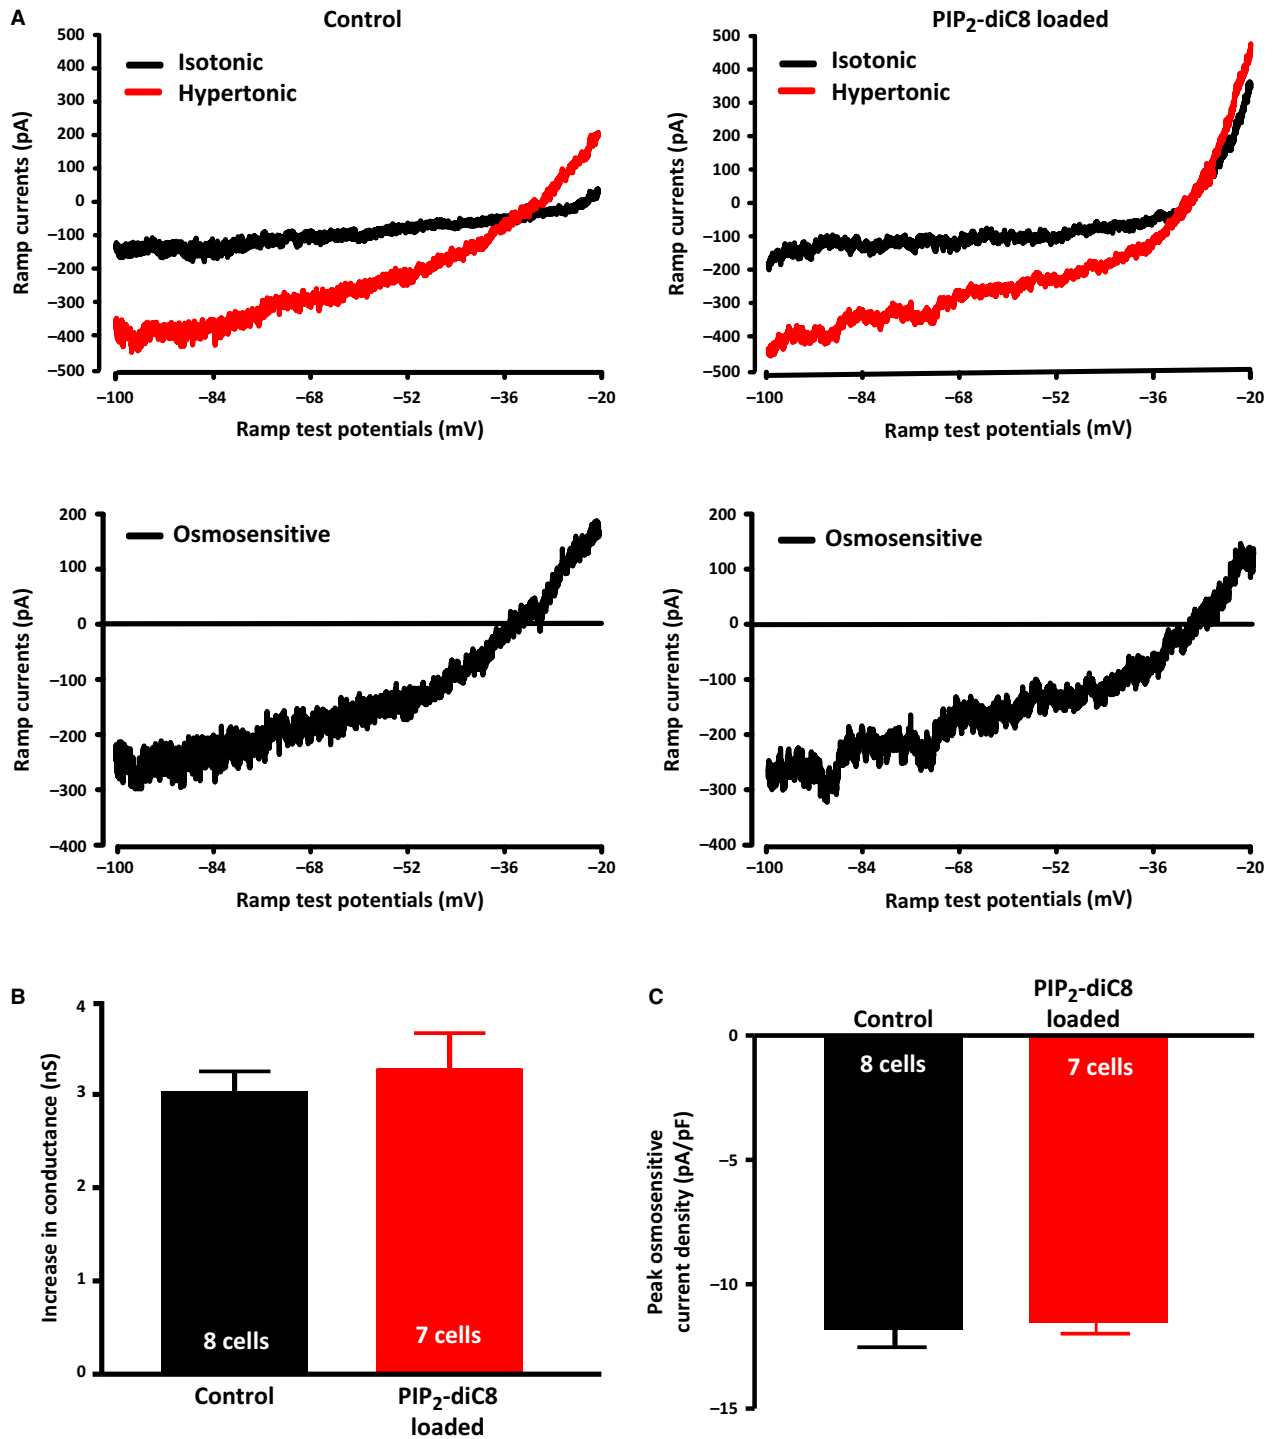 A
Control
500
400
300
200
100
0
−100
−200
−300
−400
−500
Ramp currents (pA)
Isotonic
Hypertonic
−100 −84 −68 −52 −36 −20
Ramp test potentials (mV)
PIP2-diC8 loaded
500
400
300
200
100
0
−100
−200
−300
−400
−500
Ramp currents (pA)
Isotonic
Hypertonic
−100 −84 −68 −52 −36 −20
Ramp test potentials (mV)
200
100
0
−100
−200
−300
−400
Ramp currents (pA)
Osmosensitive
−100 −84 −68 −52 −36 −20
Ramp test potentials (mV)
200
100
0
−100
−200
−300
−400
Ramp currents (pA)
Osmosensitive
−100 −84 −68 −52 −36 −20
Ramp test potentials (mV)
B
4
3
2
1
0
Increase in conductance (nS)
8 cells
7 cells
Control
PIP2-diC8
loaded
C
Control
PIP2-diC8
loaded
0
−5
−10
−15
Peak osmosensitive
current density (pA/pF)
8 cells
7 cells